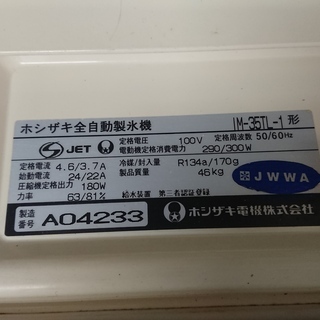 ホシザキ全自動製氷機 IM-35TL-1 形
S JET
定格電圧 100V 定格周波数 50/60Hz
電動機定格消費電力 290/300W
定格電流 4.6/3.7A 冷媒/封入量 R134a/170g
始動電流 24/22A 製品質量 46kg
圧縮機定格出力 180W
力率 63/81% 給水装置 第三者認証登録
JWWA
製造番号 A04233 ホシザキ電機株式会社